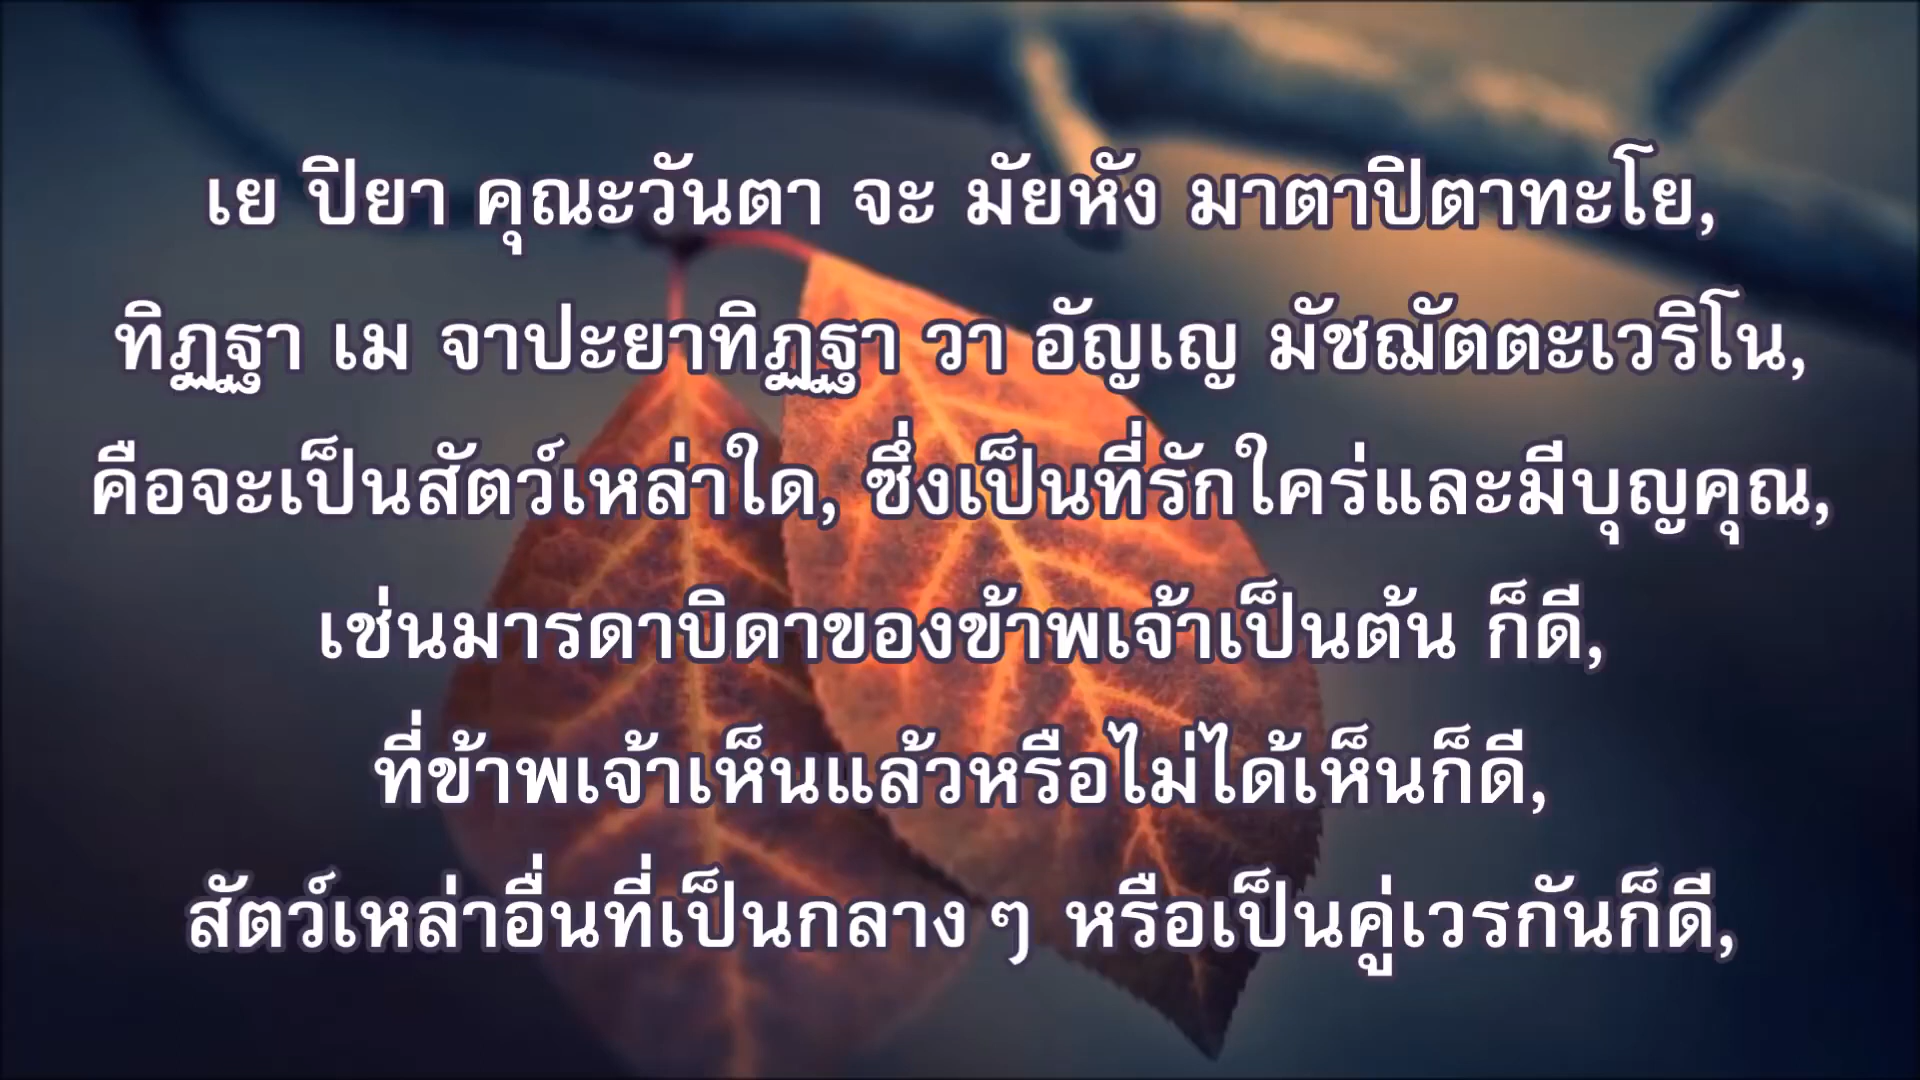 เย ปิยา คุณะวันตา จะ มัยหัง มาตาปิตาทะโย,
ทิฏฐา เม จาปะยาทิฏฐา วา อัญเญ มัชฌัตตะเวริโน,
คือจะเป็นสัตว์เหล่าใด, ซึ่งเป็นที่รักใคร่และมีบุญคุณ,
เช่นมารดาบิดาของข้าพเจ้าเป็นต้น ก็ดี,
ที่ข้าพเจ้าเห็นแล้วหรือไม่ได้เห็นก็ดี,
สัตว์เหล่าอื่นที่เป็นกลาง ๆ หรือเป็นคู่เวรกันก็ดี,